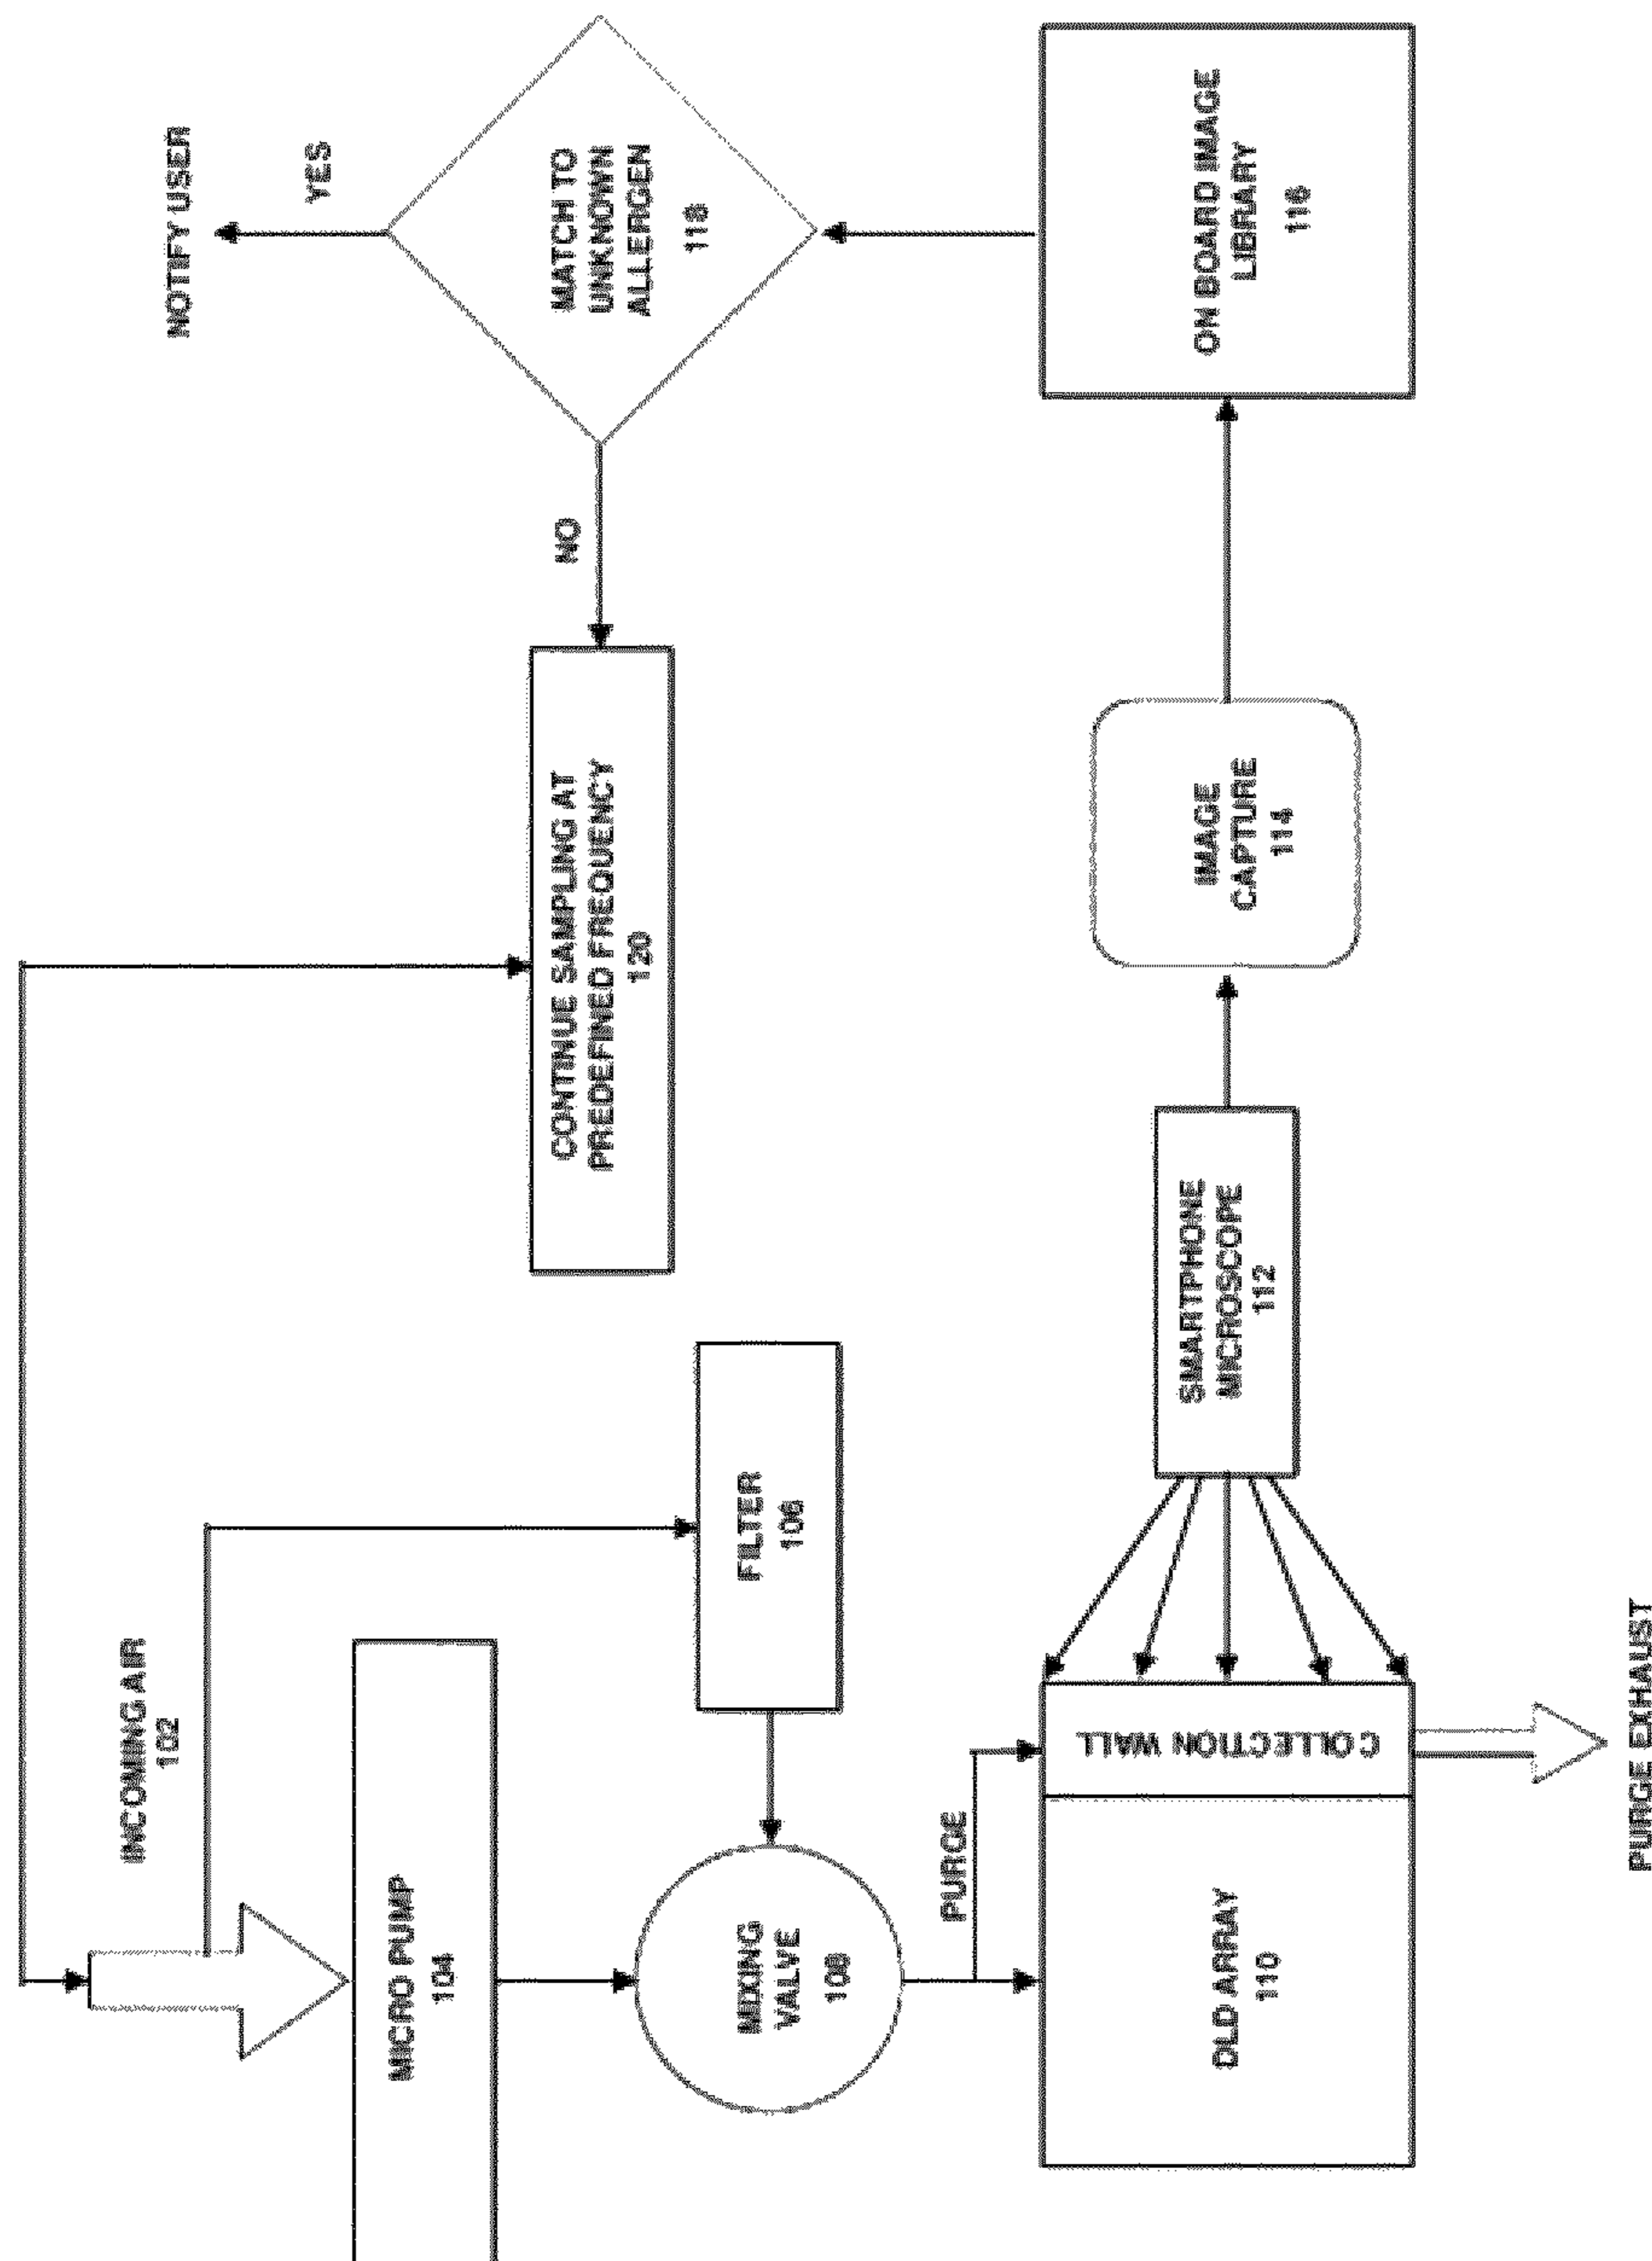 INCOMING AIR
102
NOTIFY USER
YES
MICRO PUMP
104
CONTINUE SAMPLING AT
PREDEFINED FREQUENCY
120
NO
MATCH TO
UNKNOWN
ALLERGEN
118
MIXING
VALVE
108
FILTER
106
PURGE
DLD ARRAY
110
COLLECTION WALL
SMARTPHONE
MICROSCOPE
112
IMAGE
CAPTURE
114
ON BOARD IMAGE
LIBRARY
116
PURGE EXHAUST